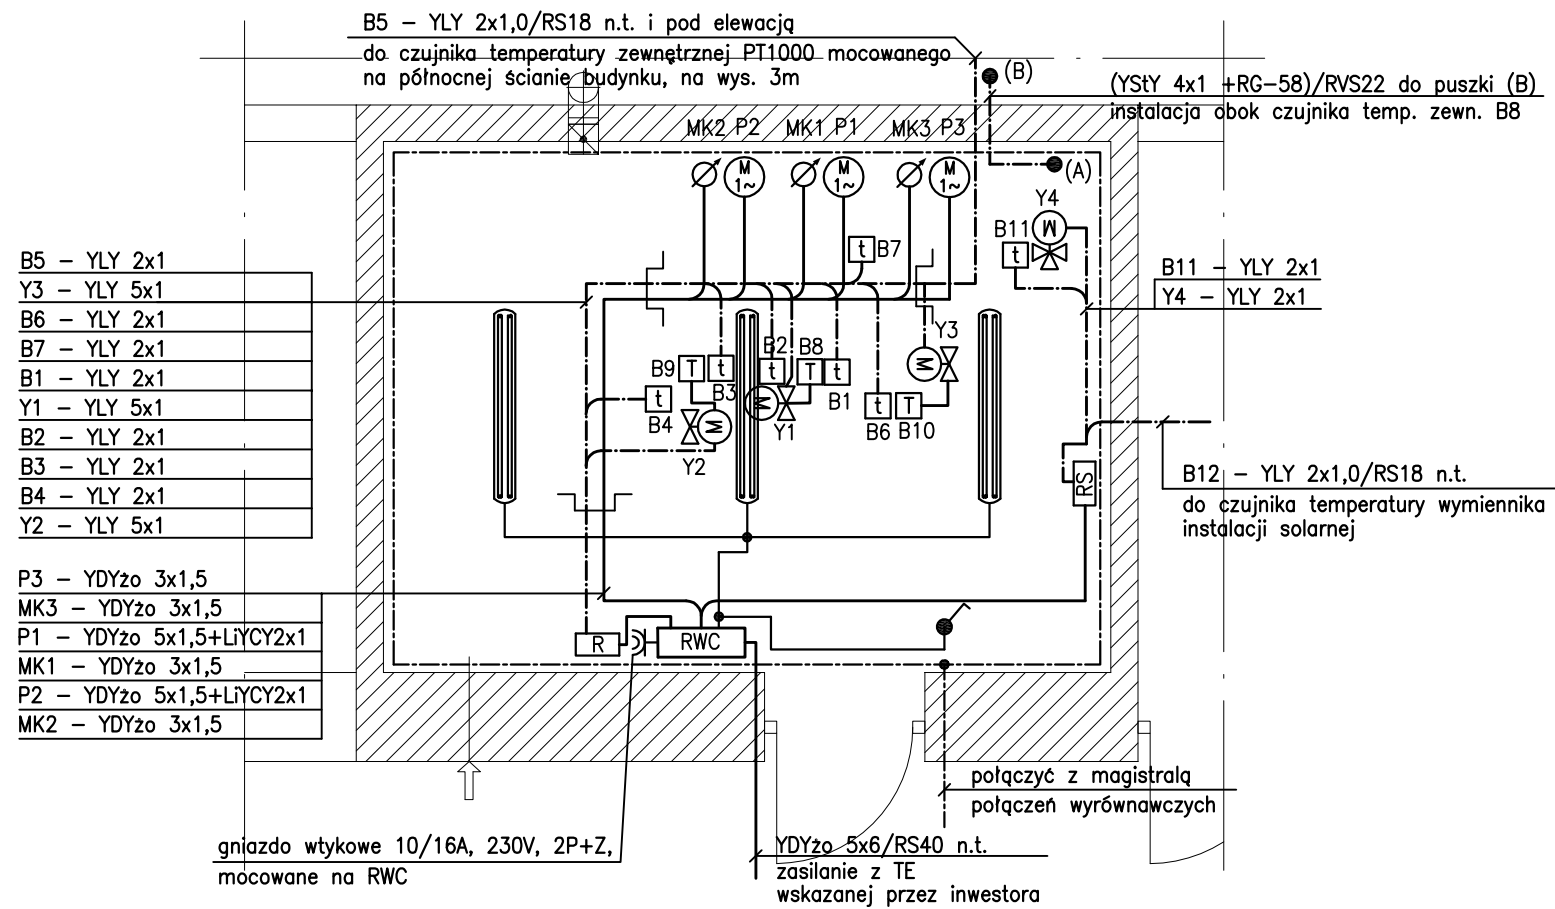 B5 – YLY 2x1,0/RS18 n.t. i pod elewacją
do czujnika temperatury zewnętrznej PT1000 mocowanego
na północnej ścianie budynku, na wys. 3m
(B)
(YStY 4x1 +RG–58)/RVS22 do puszki (B)
instalacja obok czujnika temp. zewn. B8
MK2 P2 MK1 P1 MK3 P3
M
1~
M
1~
M
1~
(A)
Y4
M
B11
t
t
B7
B5 – YLY 2x1
Y3 – YLY 5x1
B6 – YLY 2x1
B7 – YLY 2x1
B1 – YLY 2x1
Y1 – YLY 5x1
B2 – YLY 2x1
B3 – YLY 2x1
B4 – YLY 2x1
Y2 – YLY 5x1
B11 – YLY 2x1
Y4 – YLY 2x1
Y3
M
B9
T
t
B3
B2
t
B8
T
t
B1
t
B4
M
Y2
M
Y1
t
B6
T
B10
RS
B12 – YLY 2x1,0/RS18 n.t.
do czujnika temperatury wymiennika
instalacji solarnej
P3 – YDYżo 3x1,5
MK3 – YDYżo 3x1,5
P1 – YDYżo 5x1,5+LiYCY2x1
MK1 – YDYżo 3x1,5
P2 – YDYżo 5x1,5+LiYCY2x1
MK2 – YDYżo 3x1,5
R
RWC
połączyć z magistralą
połączeń wyrównawczych
gniazdo wtykowe 10/16A, 230V, 2P+Z,
mocowane na RWC
YDYżo 5x6/RS40 n.t.
zasilanie z TE
wskazanej przez inwestora